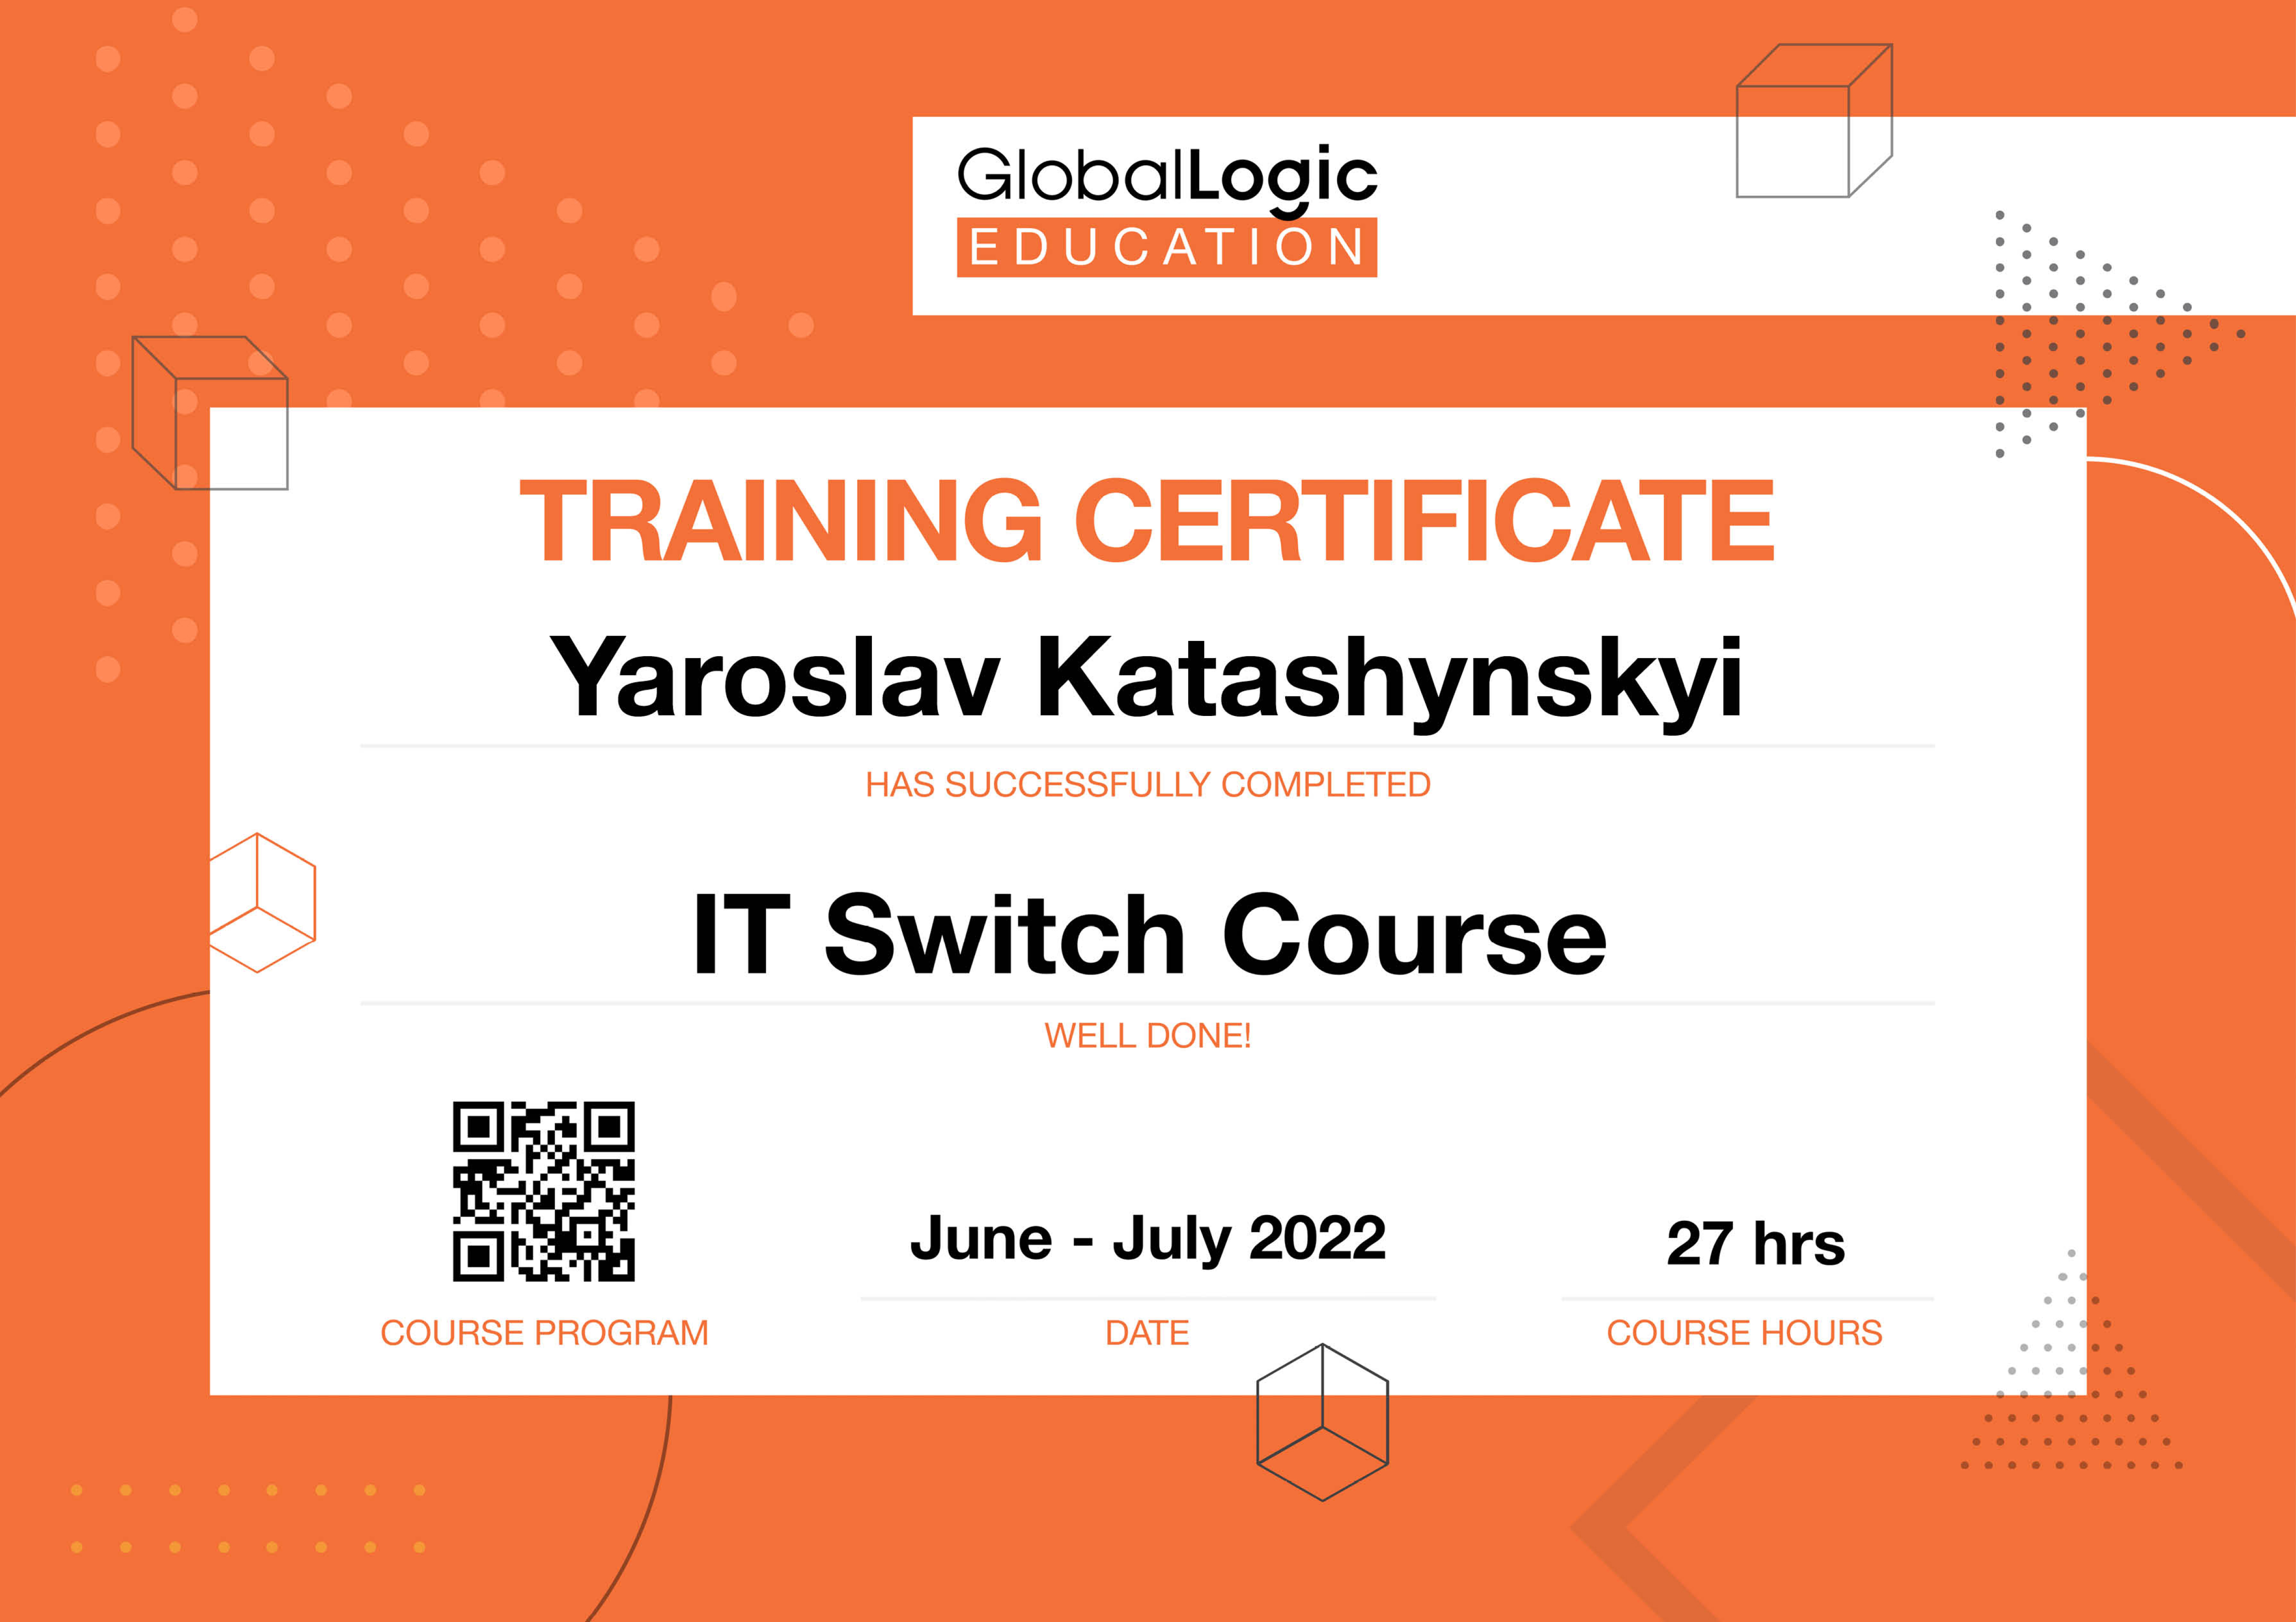 GlobalLogic
EDUCATION
TRAINING CERTIFICATE
Yaroslav Katashynskyi
HAS SUCCESSFULLY COMPLETED
IT Switch Course
WELL DONE!
June - July 2022
27 hrs
COURSE PROGRAM
DATE
COURSE HOURS